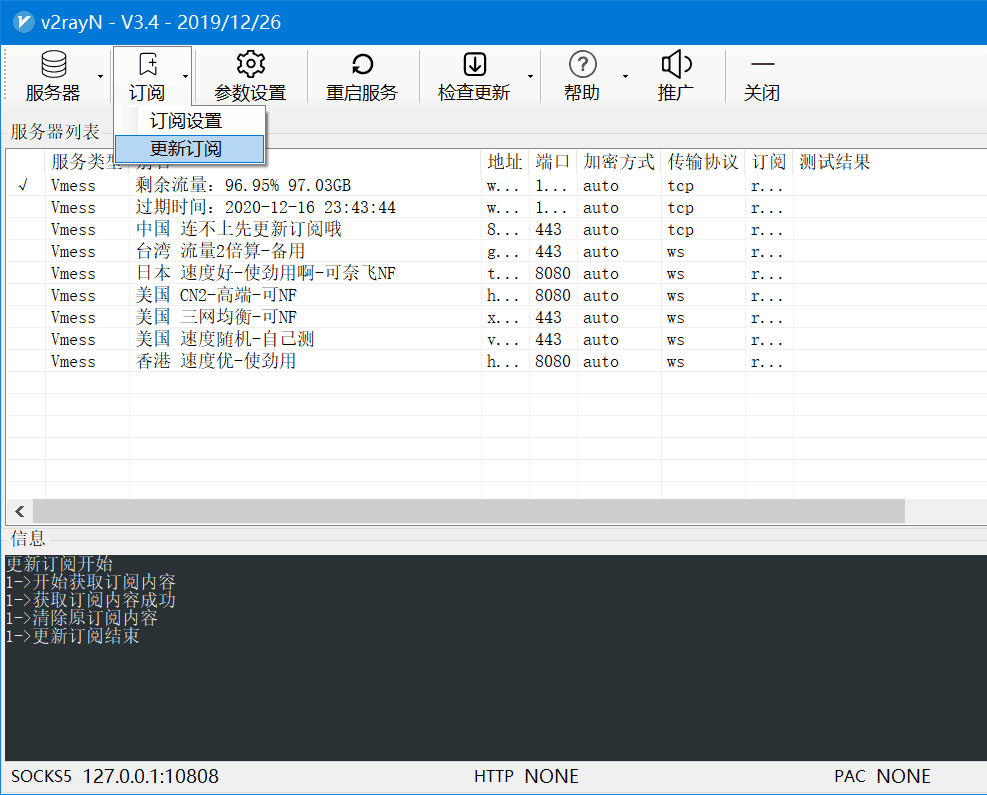 v2rayN - V3.4 - 2019/12/26
服务器 订阅 参数设置 重启服务 检查更新 帮助 推广 关闭
订阅设置
更新订阅
服务器列表
服务类型 别名 地址 端口 加密方式 传输协议 订阅 测试结果
√ Vmess 剩余流量: 96.95% 97.03GB w... 1... auto tcp r...
Vmess 过期时间: 2020-12-16 23:43:44 w... 1... auto tcp r...
Vmess 中国 连不上先更新订阅哦 8... 443 auto tcp r...
Vmess 台湾 流量2倍算-备用 g... 443 auto ws r...
Vmess 日本 速度好-使劲用啊-可奈飞NF t... 8080 auto ws r...
Vmess 美国 CN2-高端-可NF h... 8080 auto ws r...
Vmess 美国 三网均衡-可NF x... 443 auto ws r...
Vmess 美国 速度随机-自己测 v... 443 auto ws r...
Vmess 香港 速度优-使劲用 h... 8080 auto ws r...
信息
更新订阅开始
1->开始获取订阅内容
1->获取订阅内容成功
1->清除原订阅内容
1->更新订阅结束
SOCKS5 127.0.0.1:10808 HTTP NONE PAC NONE